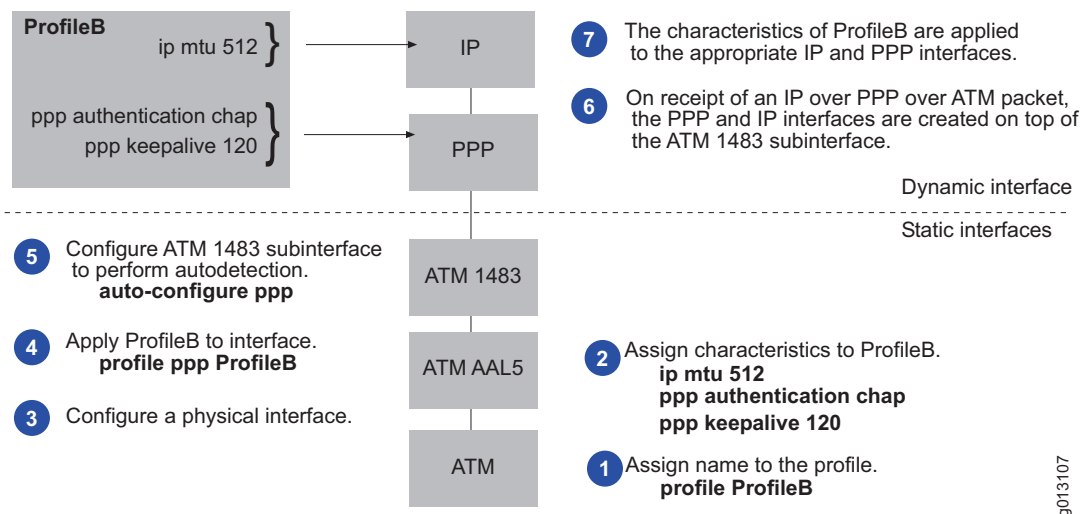 ProfileB
ip mtu 512 }
ppp authentication chap
ppp keepalive 120 }
IP
PPP
7 The characteristics of ProfileB are applied
to the appropriate IP and PPP interfaces.
6 On receipt of an IP over PPP over ATM packet,
the PPP and IP interfaces are created on top of
the ATM 1483 subinterface.
Dynamic interface
Static interfaces
5 Configure ATM 1483 subinterface
to perform autodetection.
auto-configure ppp
4 Apply ProfileB to interface.
profile ppp ProfileB
3 Configure a physical interface.
ATM 1483
ATM AAL5
ATM
2 Assign characteristics to ProfileB.
ip mtu 512
ppp authentication chap
ppp keepalive 120
1 Assign name to the profile.
profile ProfileB
g013107